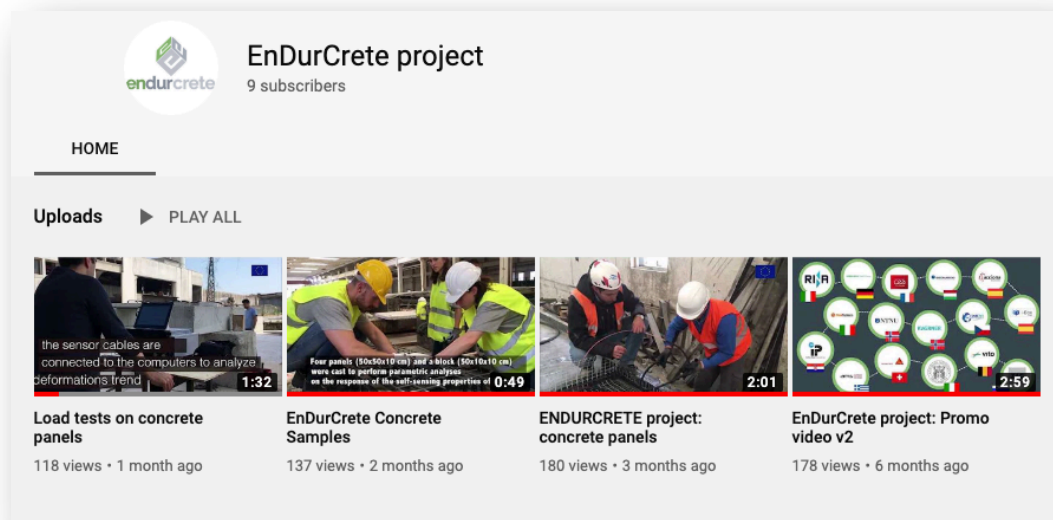 endurcrete
EnDurCrete project
9 subscribers
HOME
Uploads
PLAY ALL
the sensor cables are
connected to the computers to analyze
deformations trend
1:32
Four panels (50x50x10 cm) and a block (50x10x10 cm)
were cast to perform parametric analyses
on the response of the self-sensing properties of
0:49
2:01
RINA
NTNU
KVAERNER
vito
2:59
Load tests on concrete
panels
118 views • 1 month ago
EnDurCrete Concrete
Samples
137 views • 2 months ago
ENDURCRETE project:
concrete panels
180 views • 3 months ago
EnDurCrete project: Promo
video v2
178 views • 6 months ago